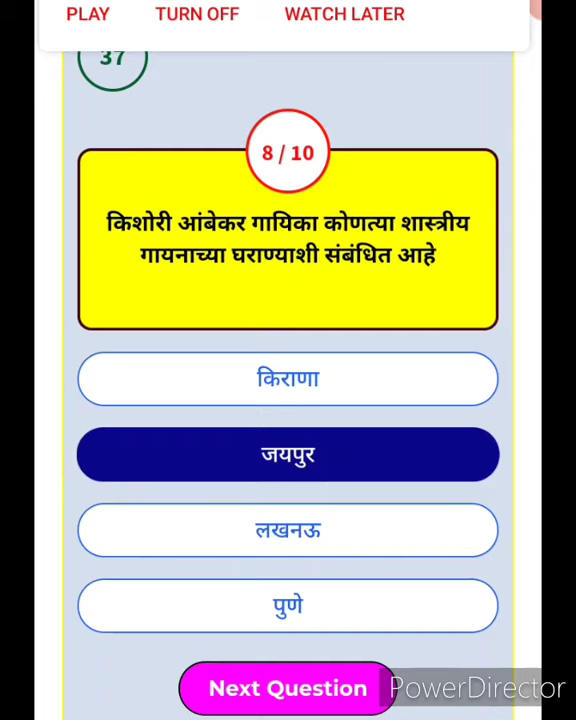 PLAY TURN OFF WATCH LATER
37
8 / 10
किशोरी आंबेकर गायिका कोणत्या शास्त्रीय
गायनाच्या घराण्याशी संबंधित आहे
किराणा
जयपुर
लखनऊ
पुणे
Next Question
PowerDirector